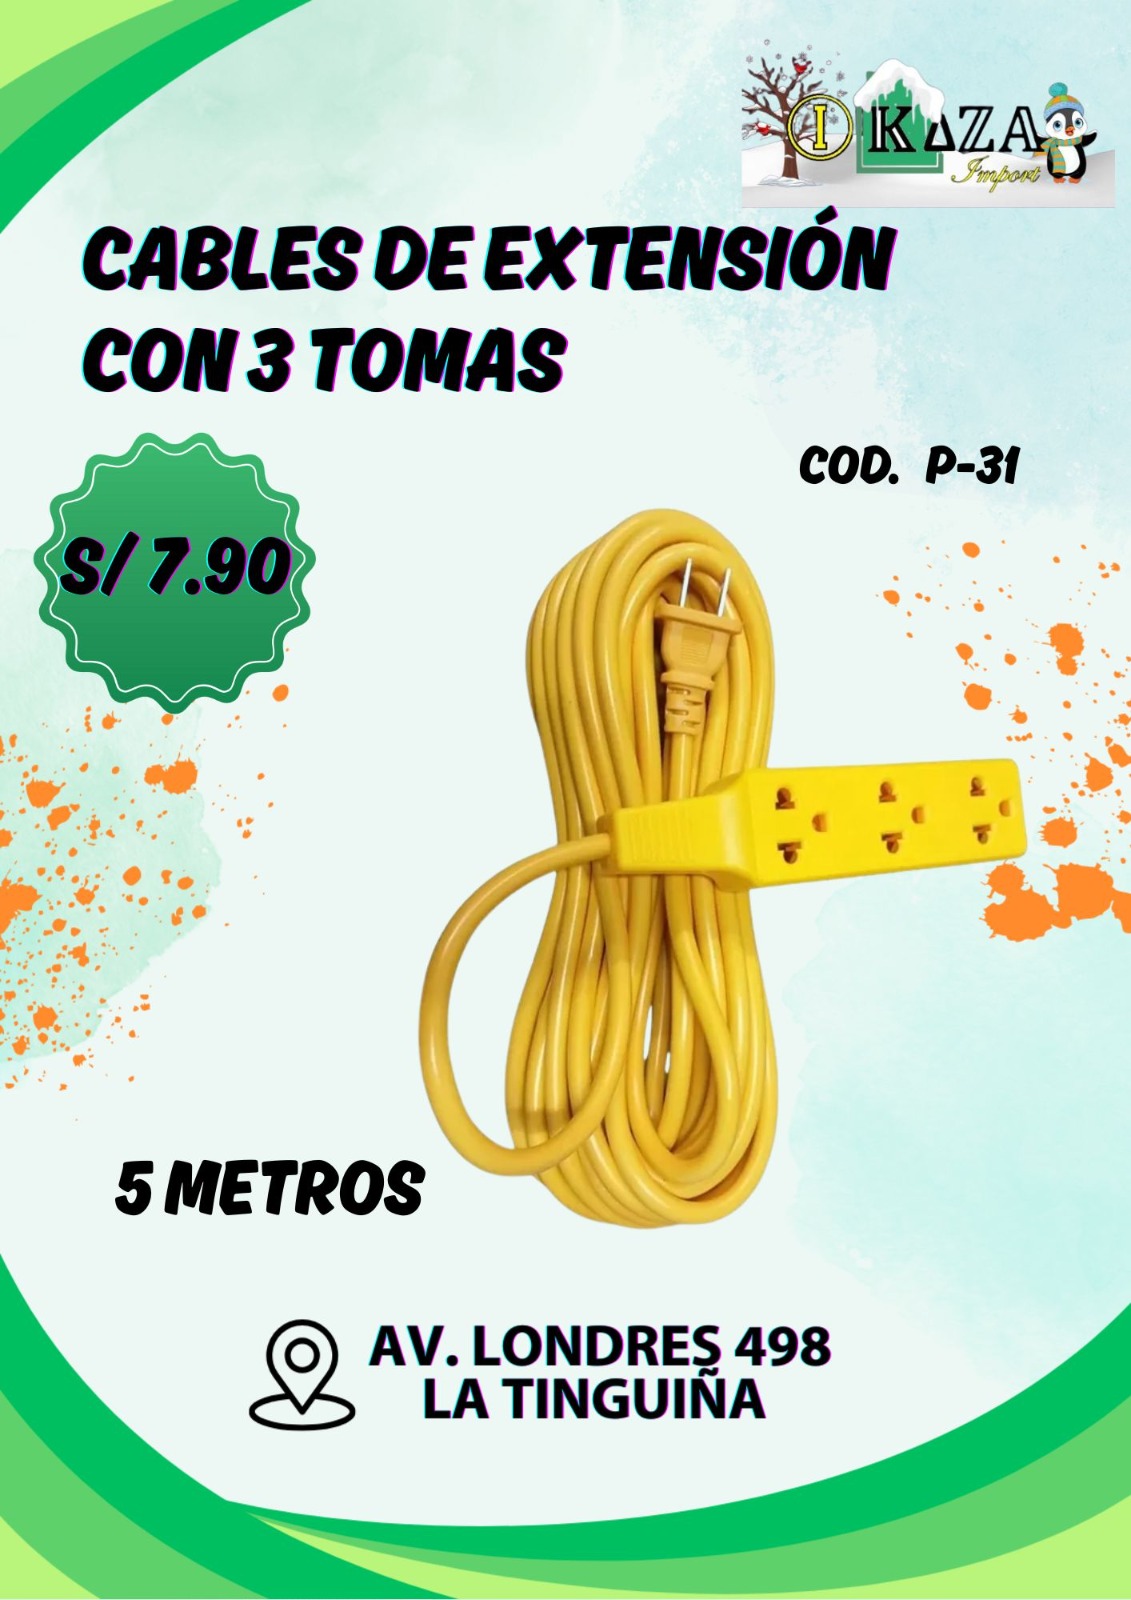 I KAZA
Import
CABLES DE EXTENSIÓN
CON 3 TOMAS
COD. P-31
S/ 7.90
5 METROS
AV. LONDRES 498
LA TINGUIÑA